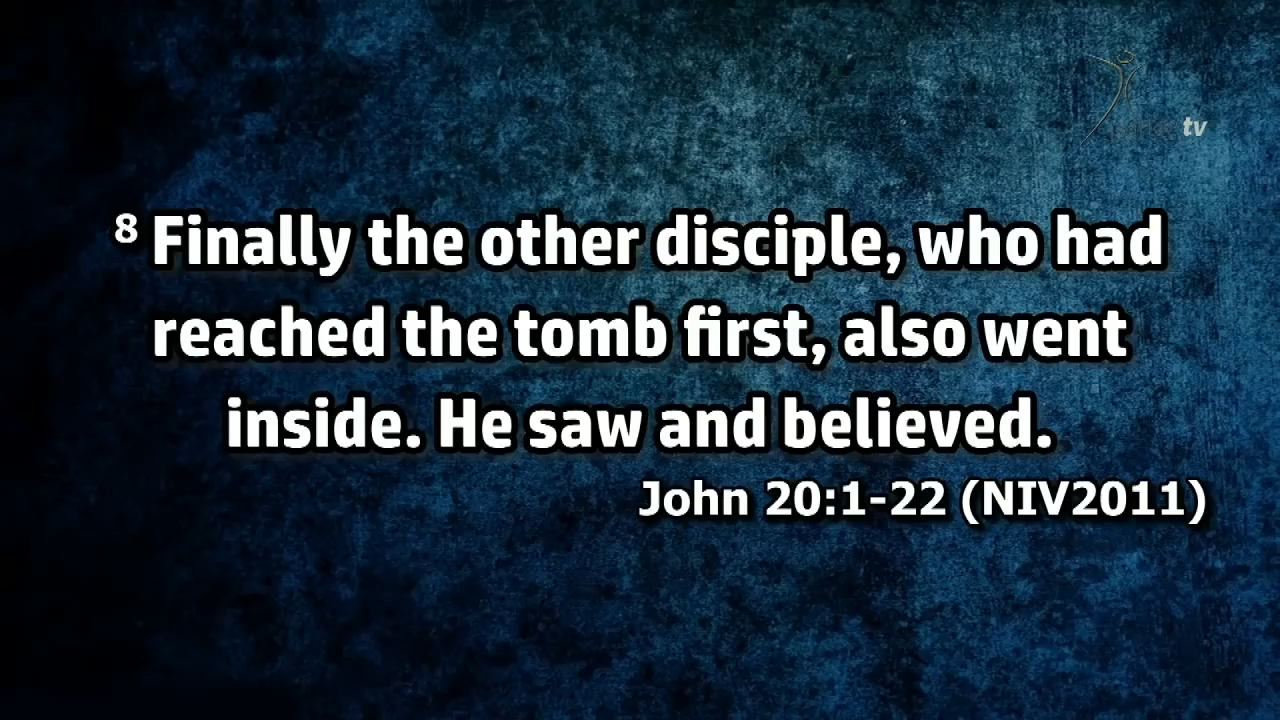 tv
8 Finally the other disciple, who had
reached the tomb first, also went
inside. He saw and believed.
John 20:1-22 (NIV2011)